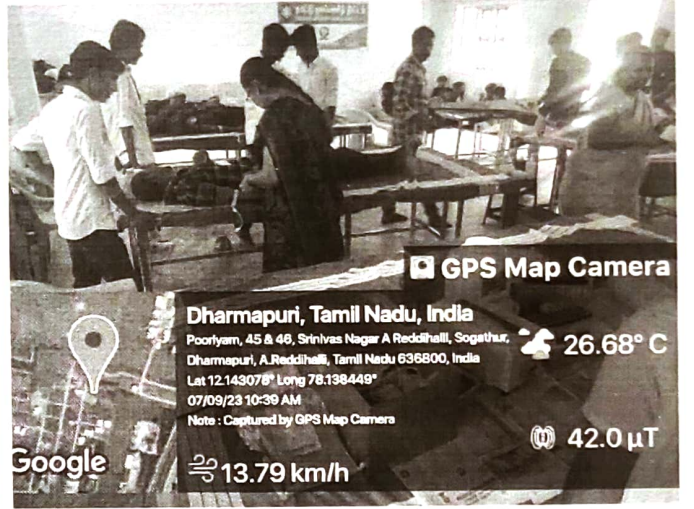 GPS Map Camera
Dharmapuri, Tamil Nadu, India
Pooriyam, 45 & 46, Srinivas Nagar A Reddihalli, Sogathur,
Dharmapuri, A.Reddihalli, Tamil Nadu 636800, India
Lat 12.143076° Long 78.138449°
07/09/23 10:39 AM
Note : Captured by GPS Map Camera
26.68° C
42.0 µT
13.79 km/h
Google